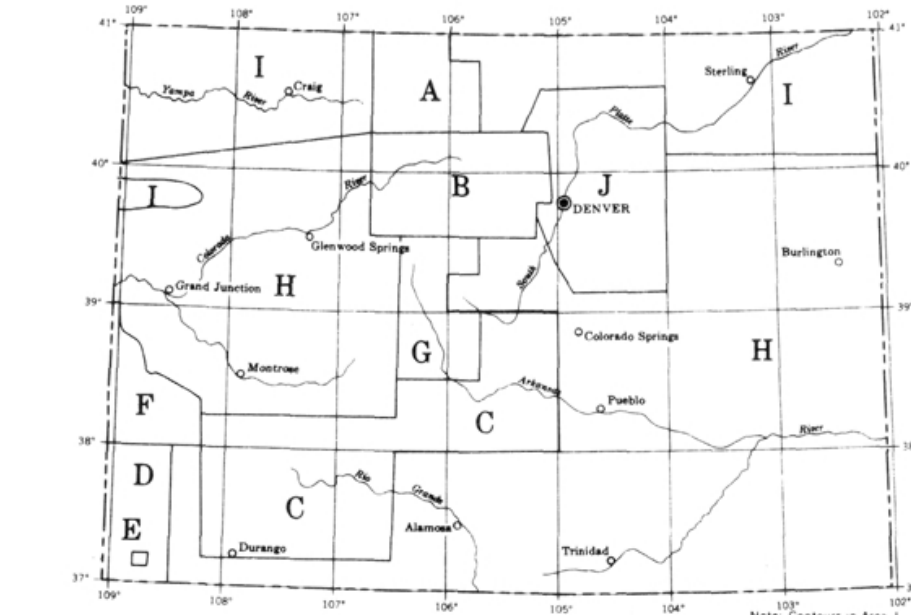 109° 108° 107° 106° 105° 104° 103° 102°
41° 41°
I A Sterling River I
Yampa River Craig
Platte
40° 40°
I River B J
DENVER
Colorado Glenwood Springs South Burlington
Grand Junction H
39° 39°
Colorado Springs
G H
Montrose
Arkansas Pueblo
F C River
38°
D Rio Grande
C
E Alamosa
Durango Trinidad
37°
109° 108° 107° 106° 105° 104° 103° 102°